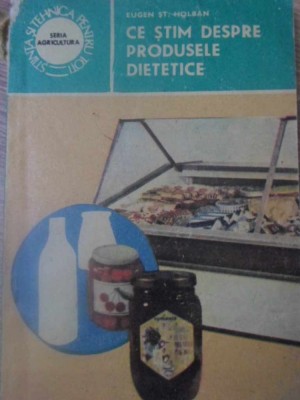 ȘTIINȚA ȘI TEHNICA PENTRU TOȚI
SERIA
AGRICULTURA
EUGEN ȘT. HOLBAN
CE ȘTIM DESPRE
PRODUSELE
DIETETICE